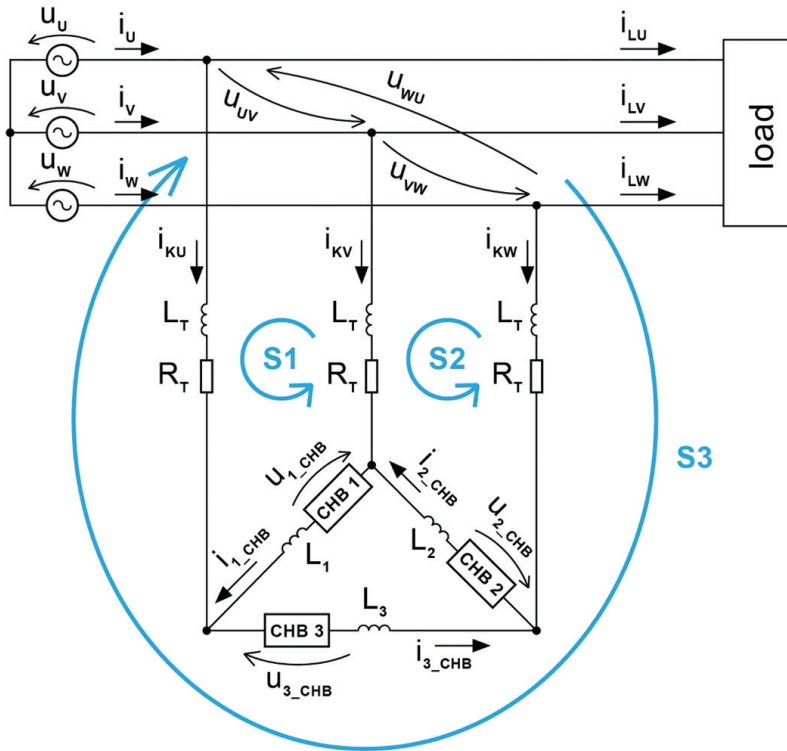 u_U
i_U
i_LU
u_V
i_V
u_UV
u_WU
i_LV
load
u_W
i_W
u_VW
i_LW
i_KU
i_KV
i_KW
L_T
L_T
L_T
S1
S2
R_T
R_T
R_T
S3
u_1_CHB
i_2_CHB
CHB 1
u_2_CHB
i_1_CHB
L_1
L_2
CHB 2
L_3
CHB 3
i_3_CHB
u_3_CHB